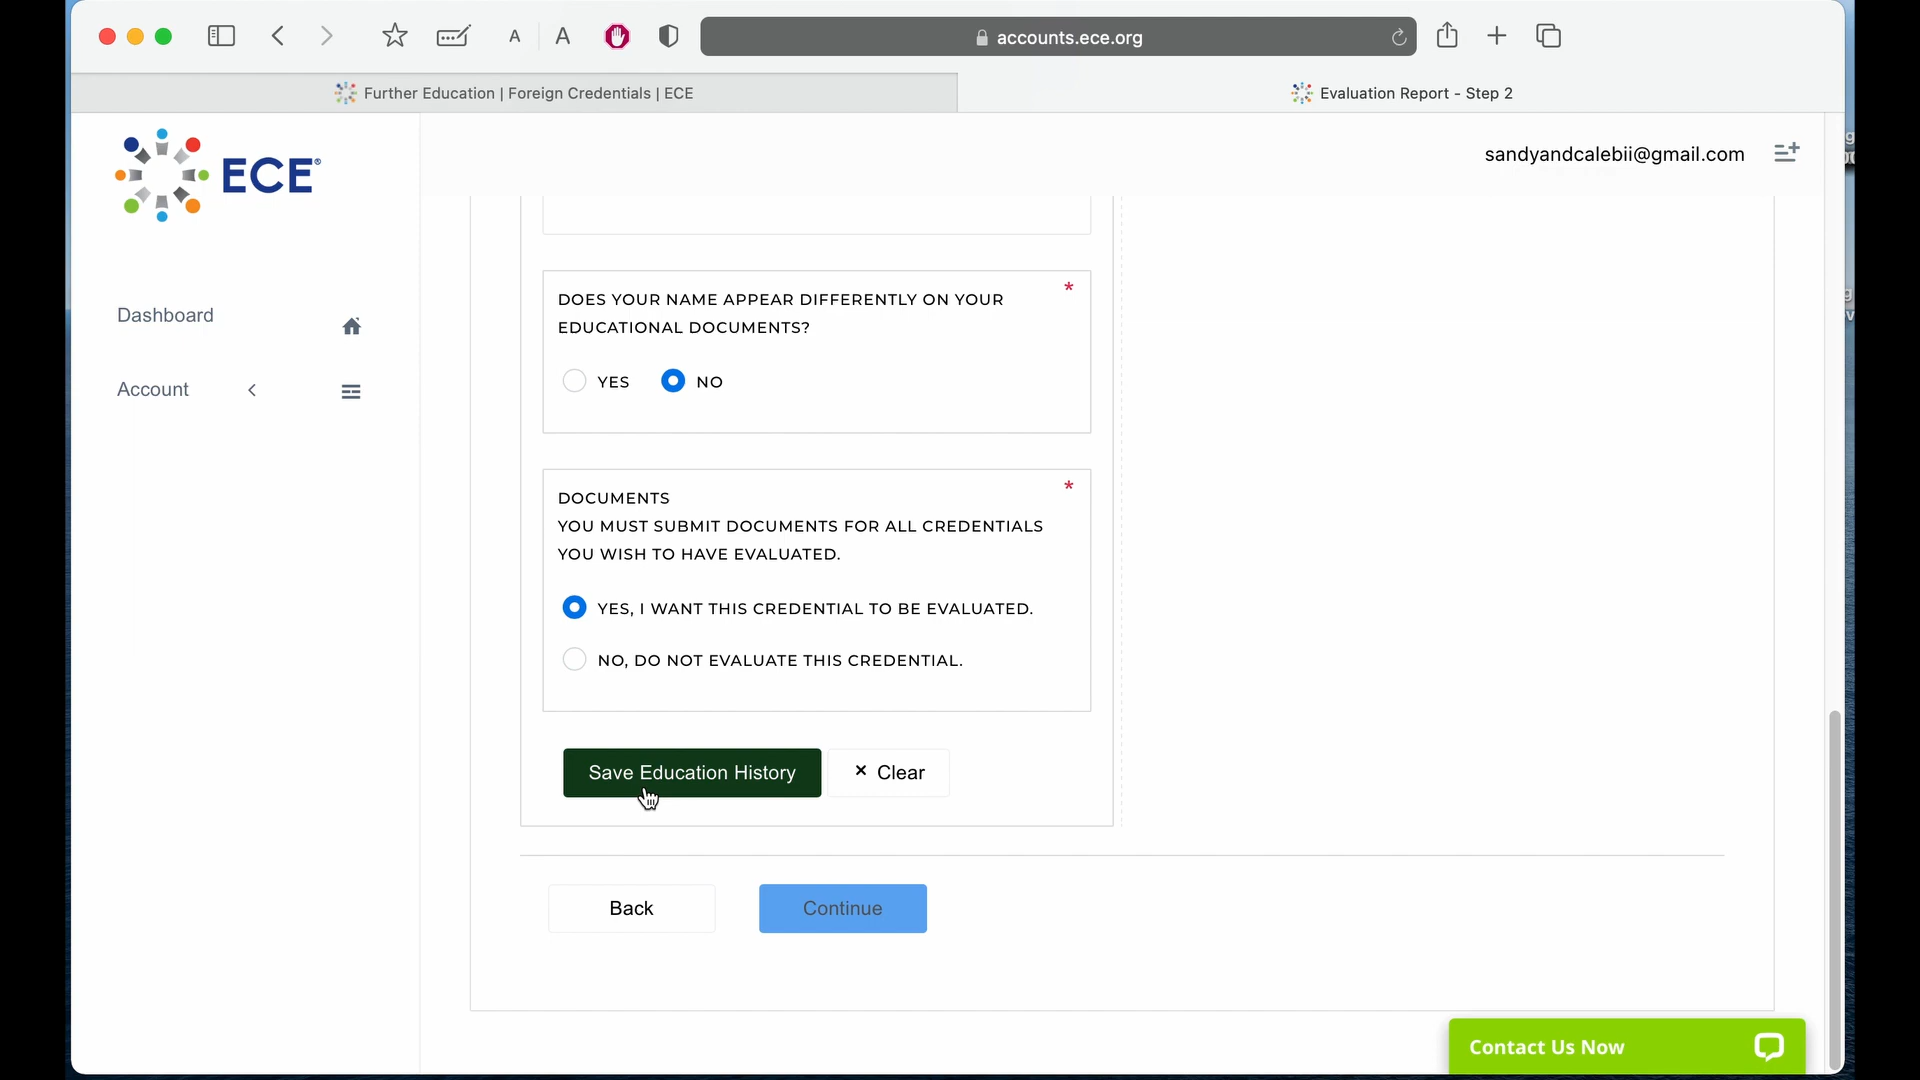 A
A
accounts.ece.org
Further Education | Foreign Credentials | ECE
Evaluation Report - Step 2
ECE®
sandyandcalebii@gmail.com
Dashboard
Account
DOES YOUR NAME APPEAR DIFFERENTLY ON YOUR
EDUCATIONAL DOCUMENTS?
*
YES
NO
DOCUMENTS
*
YOU MUST SUBMIT DOCUMENTS FOR ALL CREDENTIALS
YOU WISH TO HAVE EVALUATED.
YES, I WANT THIS CREDENTIAL TO BE EVALUATED.
NO, DO NOT EVALUATE THIS CREDENTIAL.
Save Education History
× Clear
Back
Continue
Contact Us Now